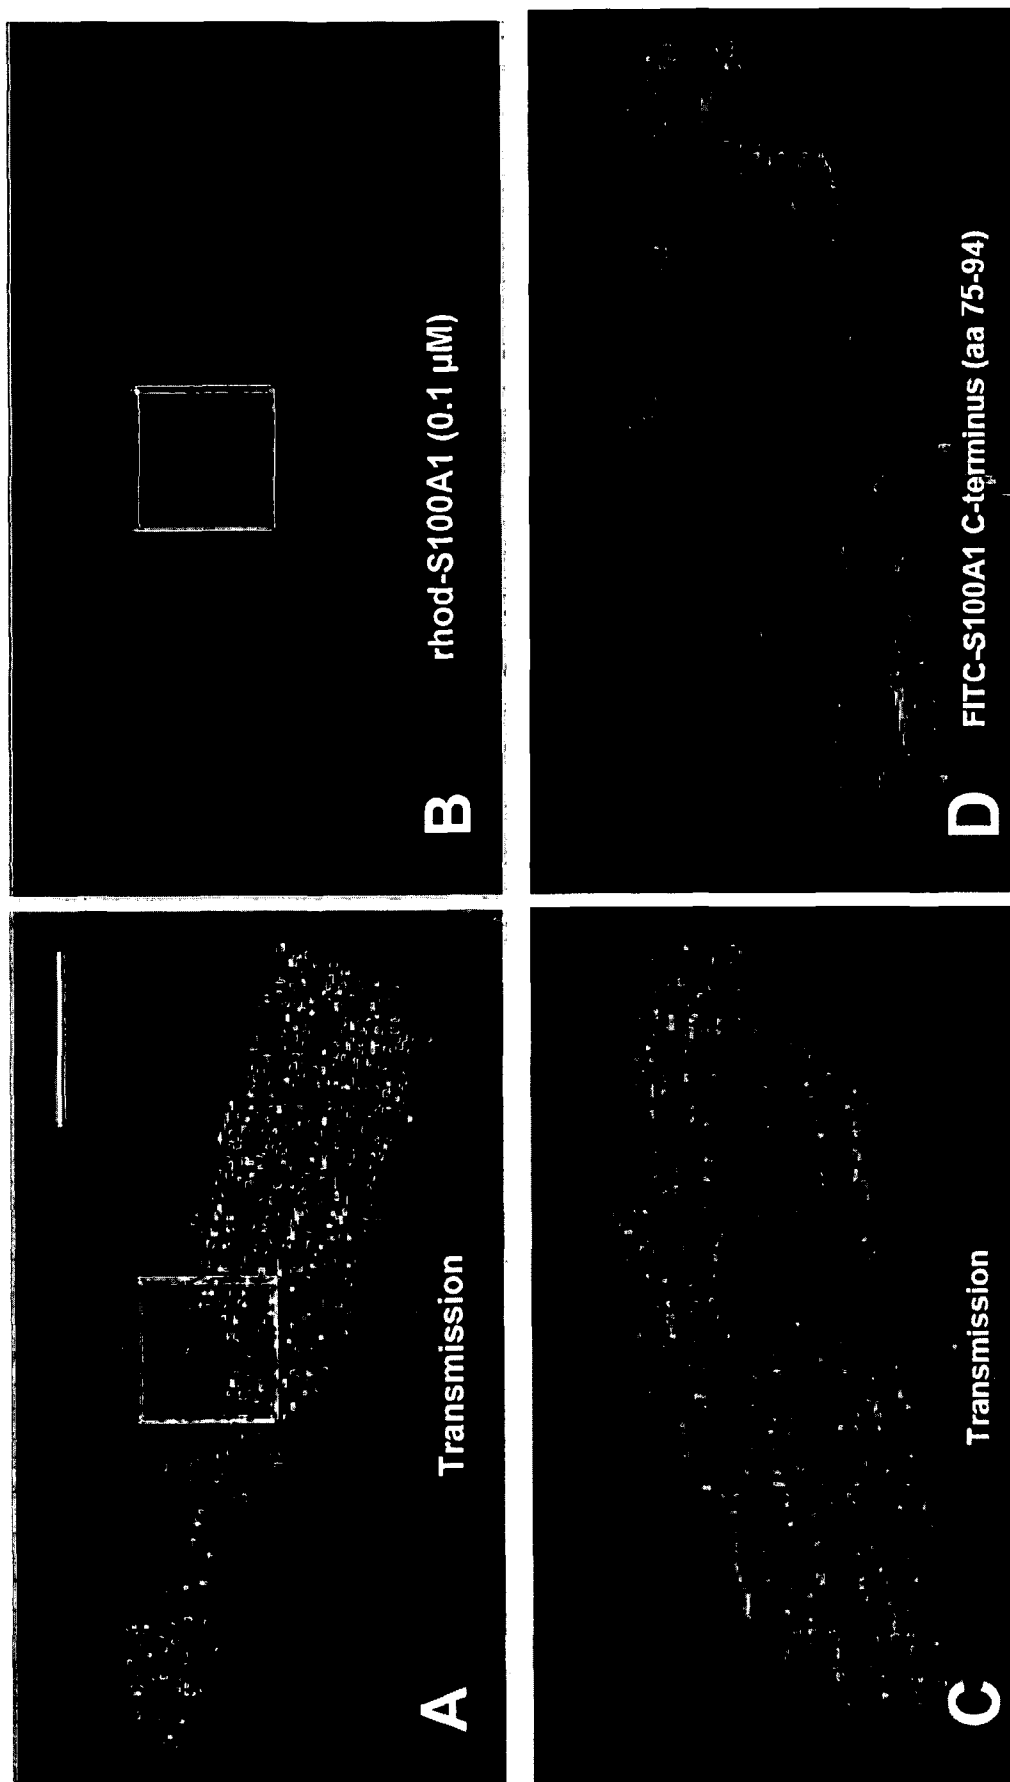 A
Transmission
B
rhod-S100A1 (0.1 µM)
C
Transmission
D
FITC-S100A1 C-terminus (aa 75-94)